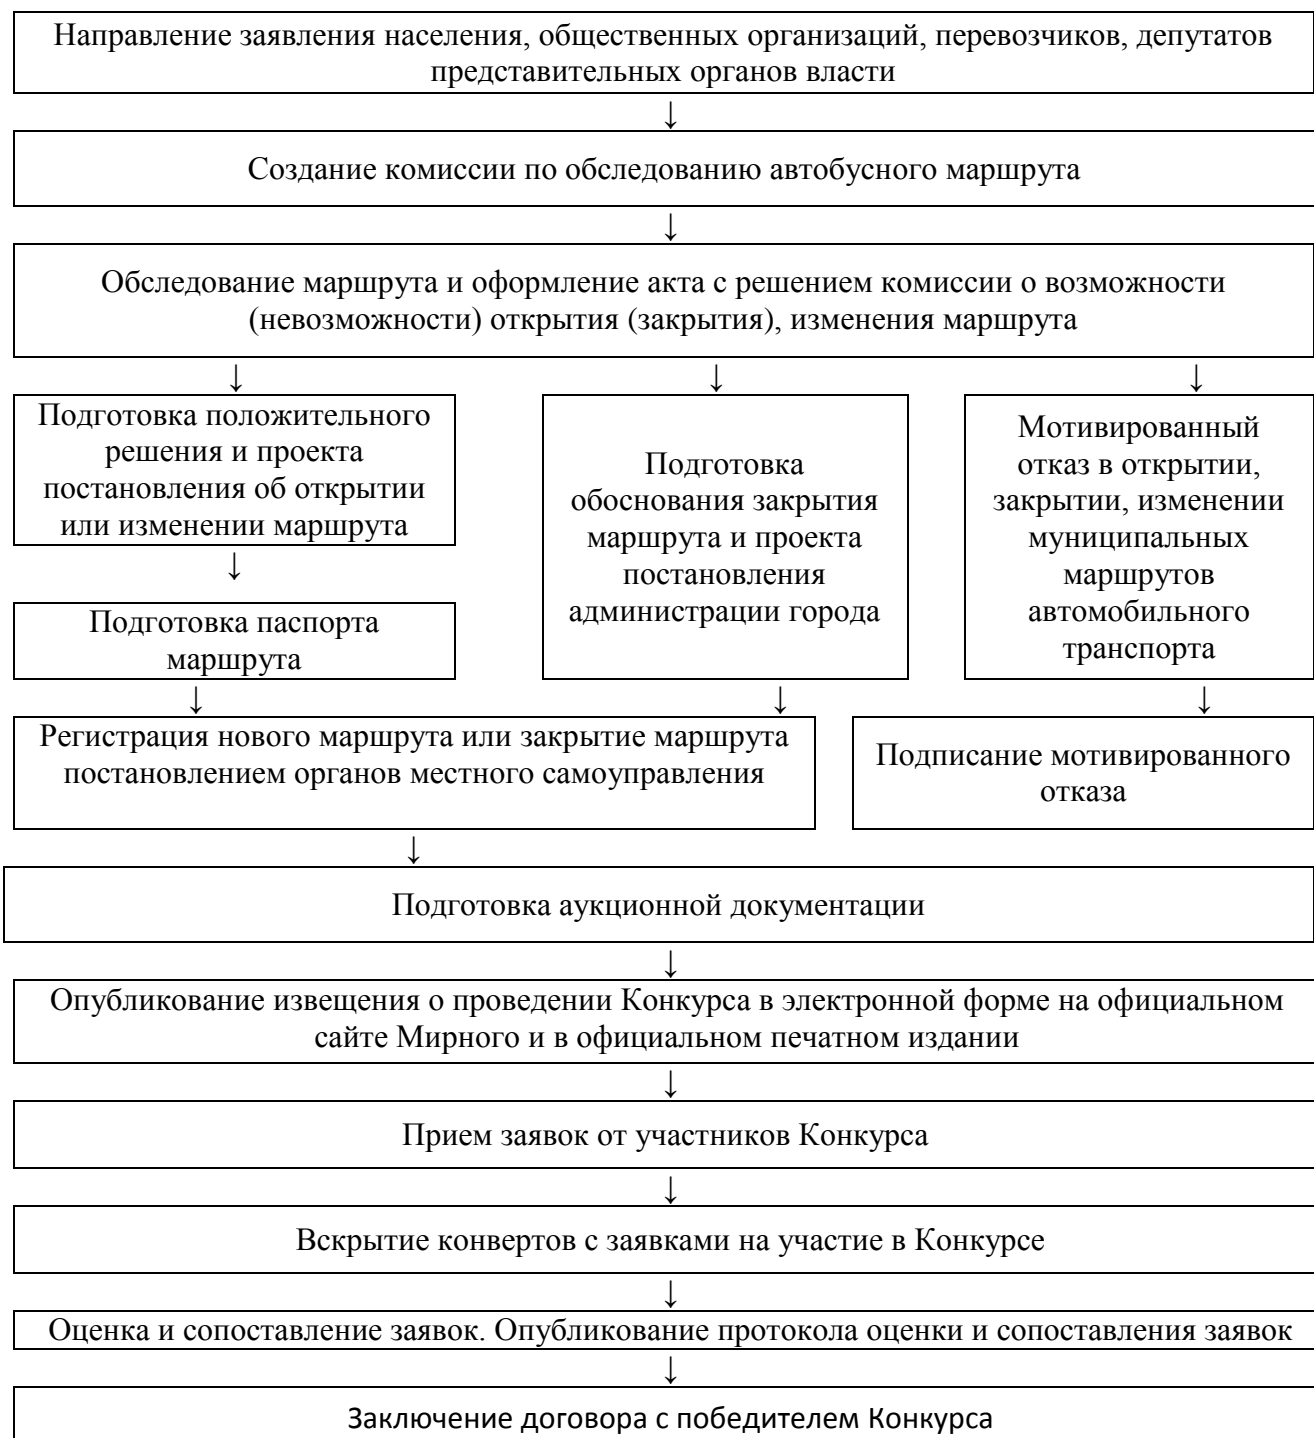 Направление заявления населения, общественных организаций, перевозчиков, депутатов
представительных органов власти
↓
Создание комиссии по обследованию автобусного маршрута
↓
Обследование маршрута и оформление акта с решением комиссии о возможности
(невозможности) открытия (закрытия), изменения маршрута
↓ ↓ ↓
Подготовка положительного
решения и проекта
постановления об открытии
или изменении маршрута
↓
Подготовка паспорта
маршрута
Подготовка
обоснования закрытия
маршрута и проекта
постановления
администрации города
Мотивированный
отказ в открытии,
закрытии, изменении
муниципальных
маршрутов
автомобильного
транспорта
↓ ↓ ↓
Регистрация нового маршрута или закрытие маршрута
постановлением органов местного самоуправления
Подписание мотивированного
отказа
↓
Подготовка аукционной документации
↓
Опубликование извещения о проведении Конкурса в электронной форме на официальном
сайте Мирного и в официальном печатном издании
↓
Прием заявок от участников Конкурса
↓
Вскрытие конвертов с заявками на участие в Конкурсе
↓
Оценка и сопоставление заявок. Опубликование протокола оценки и сопоставления заявок
↓
Заключение договора с победителем Конкурса